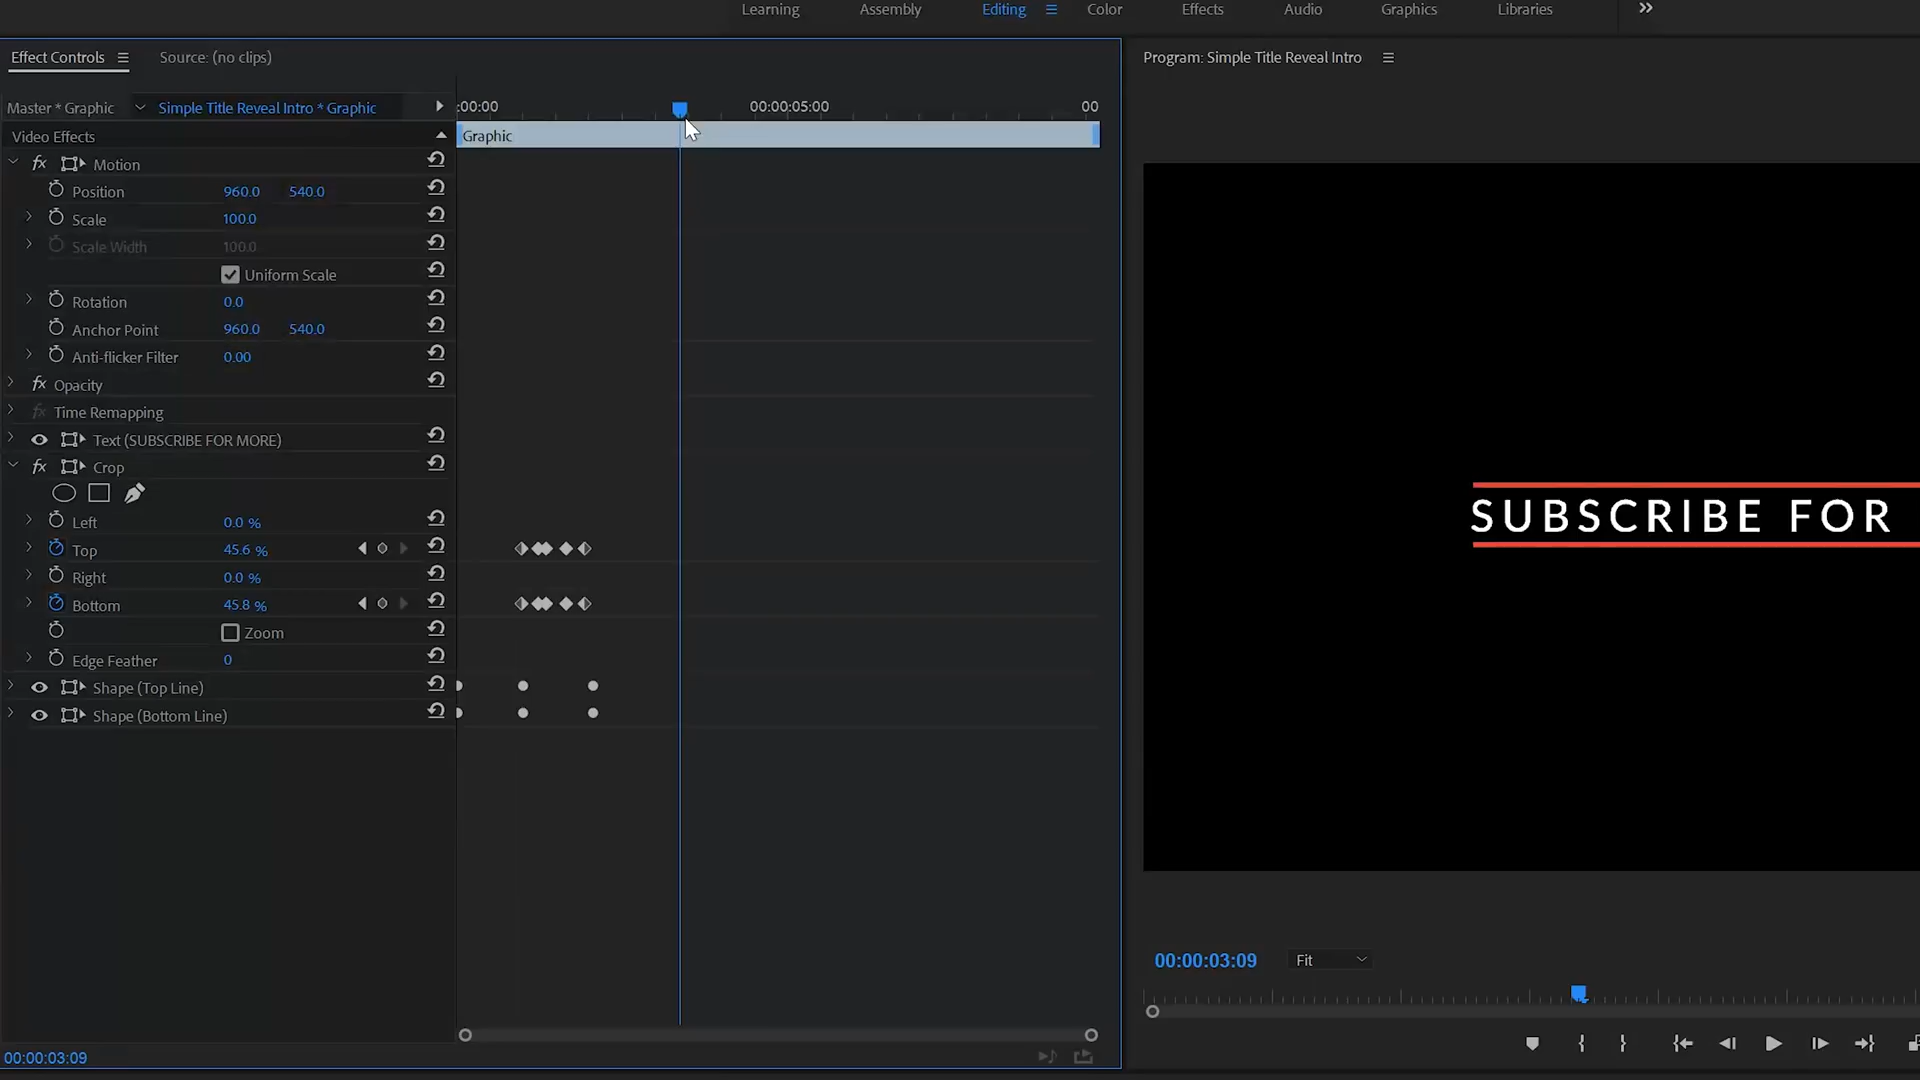 Learning Assembly Editing Color Effects Audio Graphics Libraries
Effect Controls Source: (no clips)
Program: Simple Title Reveal Intro
Master * Graphic Simple Title Reveal Intro * Graphic
:00:00 00:00:05:00 00
Video Effects
Graphic
fx Motion
Position 960.0 540.0
Scale 100.0
Scale Width 100.0
Uniform Scale
Rotation 0.0
Anchor Point 960.0 540.0
Anti-flicker Filter 0.00
fx Opacity
fx Time Remapping
Text (SUBSCRIBE FOR MORE)
fx Crop
Left 0.0 %
Top 45.6 %
Right 0.0 %
Bottom 45.8 %
Zoom
Edge Feather 0
Shape (Top Line)
Shape (Bottom Line)
00:00:03:09
SUBSCRIBE FOR
00:00:03:09 Fit